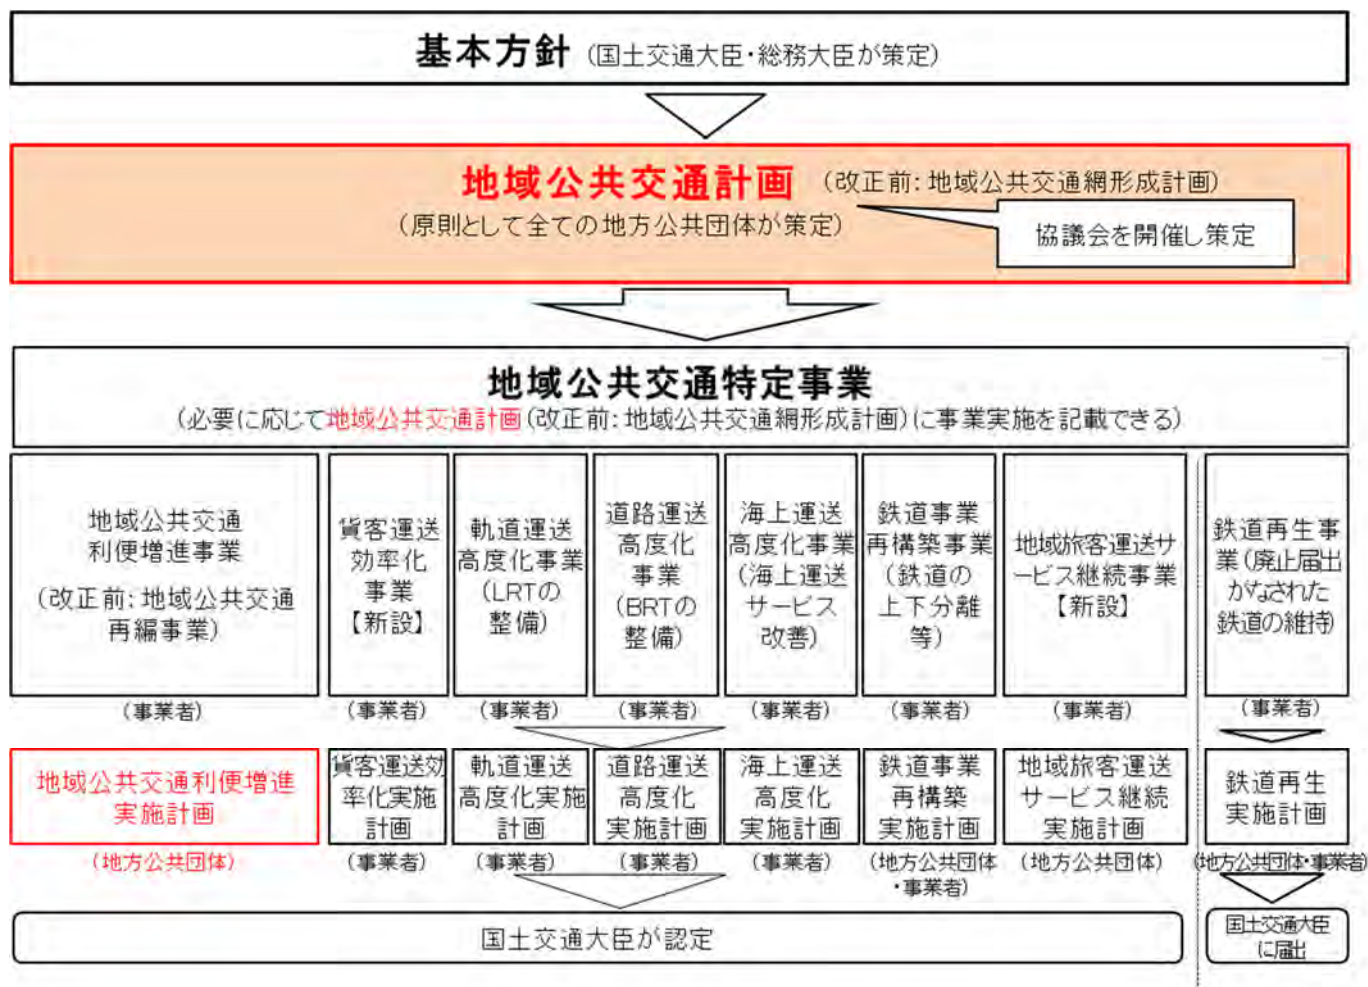 基本方針（国土交通大臣・総務大臣が策定）
地域公共交通計画（改正前：地域公共交通網形成計画）
（原則として全ての地方公共団体が策定）
協議会を開催し策定
地域公共交通特定事業
（必要に応じて地域公共交通計画（改正前：地域公共交通網形成計画）に事業実施を記載できる）
地域公共交通
利便増進事業
（改正前：地域公共交通
再編事業）
（事業者）
貨客運送
効率化
事業
【新設】
（事業者）
軌道運送
高度化事業
（LRTの
整備）
（事業者）
道路運送
高度化
事業
（BRTの
整備）
（事業者）
海上運送
高度化事業
（海上運送
サービス
改善）
（事業者）
鉄道事業
再構築事業
（鉄道の
上下分離
等）
（事業者）
地域旅客運送サ
ービス継続事業
【新設】
（事業者）
鉄道再生事
業（廃止届出
がなされた
鉄道の維持）
（事業者）
地域公共交通利便増進
実施計画
（地方公共団体）
貨客運送効
率化実施
計画
（事業者）
軌道運送
高度化実施
計画
（事業者）
道路運送
高度化
実施計画
（事業者）
海上運送
高度化
実施計画
（事業者）
鉄道事業
再構築
実施計画
（地方公共団体
・事業者）
地域旅客運送
サービス継続
実施計画
（地方公共団体）
鉄道再生
実施計画
（地方公共団体・事業者）
国土交通大臣が認定
国土交通大臣
に届出